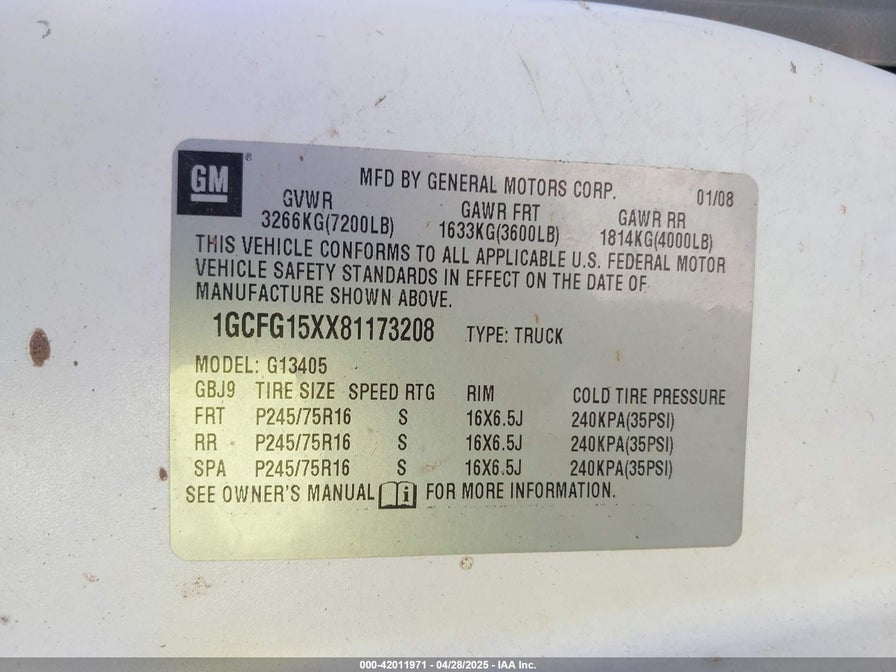 GM®
MFD BY GENERAL MOTORS CORP. 01/08
GVWR GAWR FRT GAWR RR
3266KG(7200LB) 1633KG(3600LB) 1814KG(4000LB)
THIS VEHICLE CONFORMS TO ALL APPLICABLE U.S. FEDERAL MOTOR
VEHICLE SAFETY STANDARDS IN EFFECT ON THE DATE OF
MANUFACTURE SHOWN ABOVE.
1GCFG15XX81173208 TYPE: TRUCK
MODEL: G13405
GBJ9 TIRE SIZE SPEED RTG RIM COLD TIRE PRESSURE
FRT P245/75R16 S 16X6.5J 240KPA(35PSI)
RR P245/75R16 S 16X6.5J 240KPA(35PSI)
SPA P245/75R16 S 16X6.5J 240KPA(35PSI)
SEE OWNER'S MANUAL i FOR MORE INFORMATION.
000-42011971 | 04/28/2025 - IAA Inc.